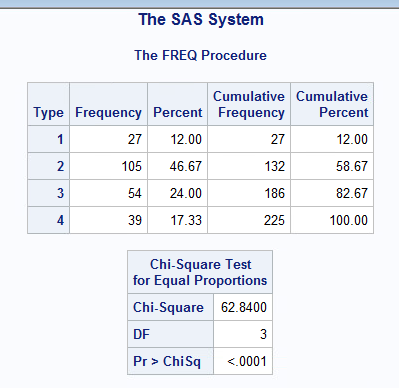 The SAS System
The FREQ Procedure
Type Frequency Percent Cumulative Frequency Cumulative Percent
1 27 12.00 27 12.00
2 105 46.67 132 58.67
3 54 24.00 186 82.67
4 39 17.33 225 100.00
Chi-Square Test
for Equal Proportions
Chi-Square 62.8400
DF 3
Pr > ChiSq <.0001